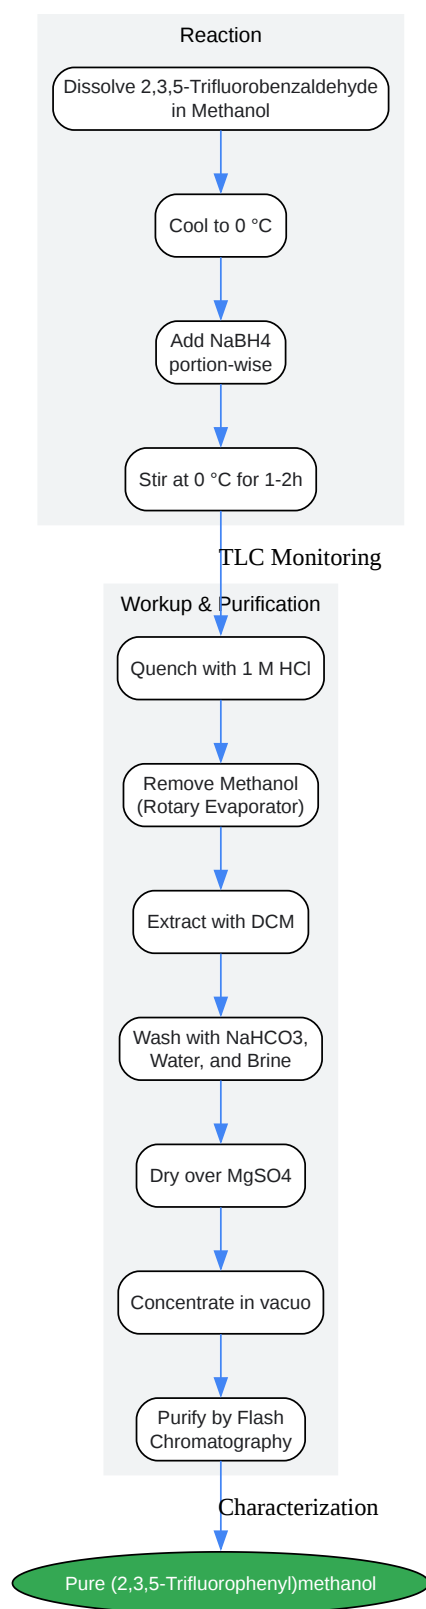 Reaction
Dissolve 2,3,5-Trifluorobenzaldehyde
in Methanol
Cool to 0 °C
Add NaBH4
portion-wise
Stir at 0 °C for 1-2h
TLC Monitoring
Workup & Purification
Quench with 1 M HCl
Remove Methanol
(Rotary Evaporator)
Extract with DCM
Wash with NaHCO3,
Water, and Brine
Dry over MgSO4
Concentrate in vacuo
Purify by Flash
Chromatography
Characterization
Pure (2,3,5-Trifluorophenyl)methanol